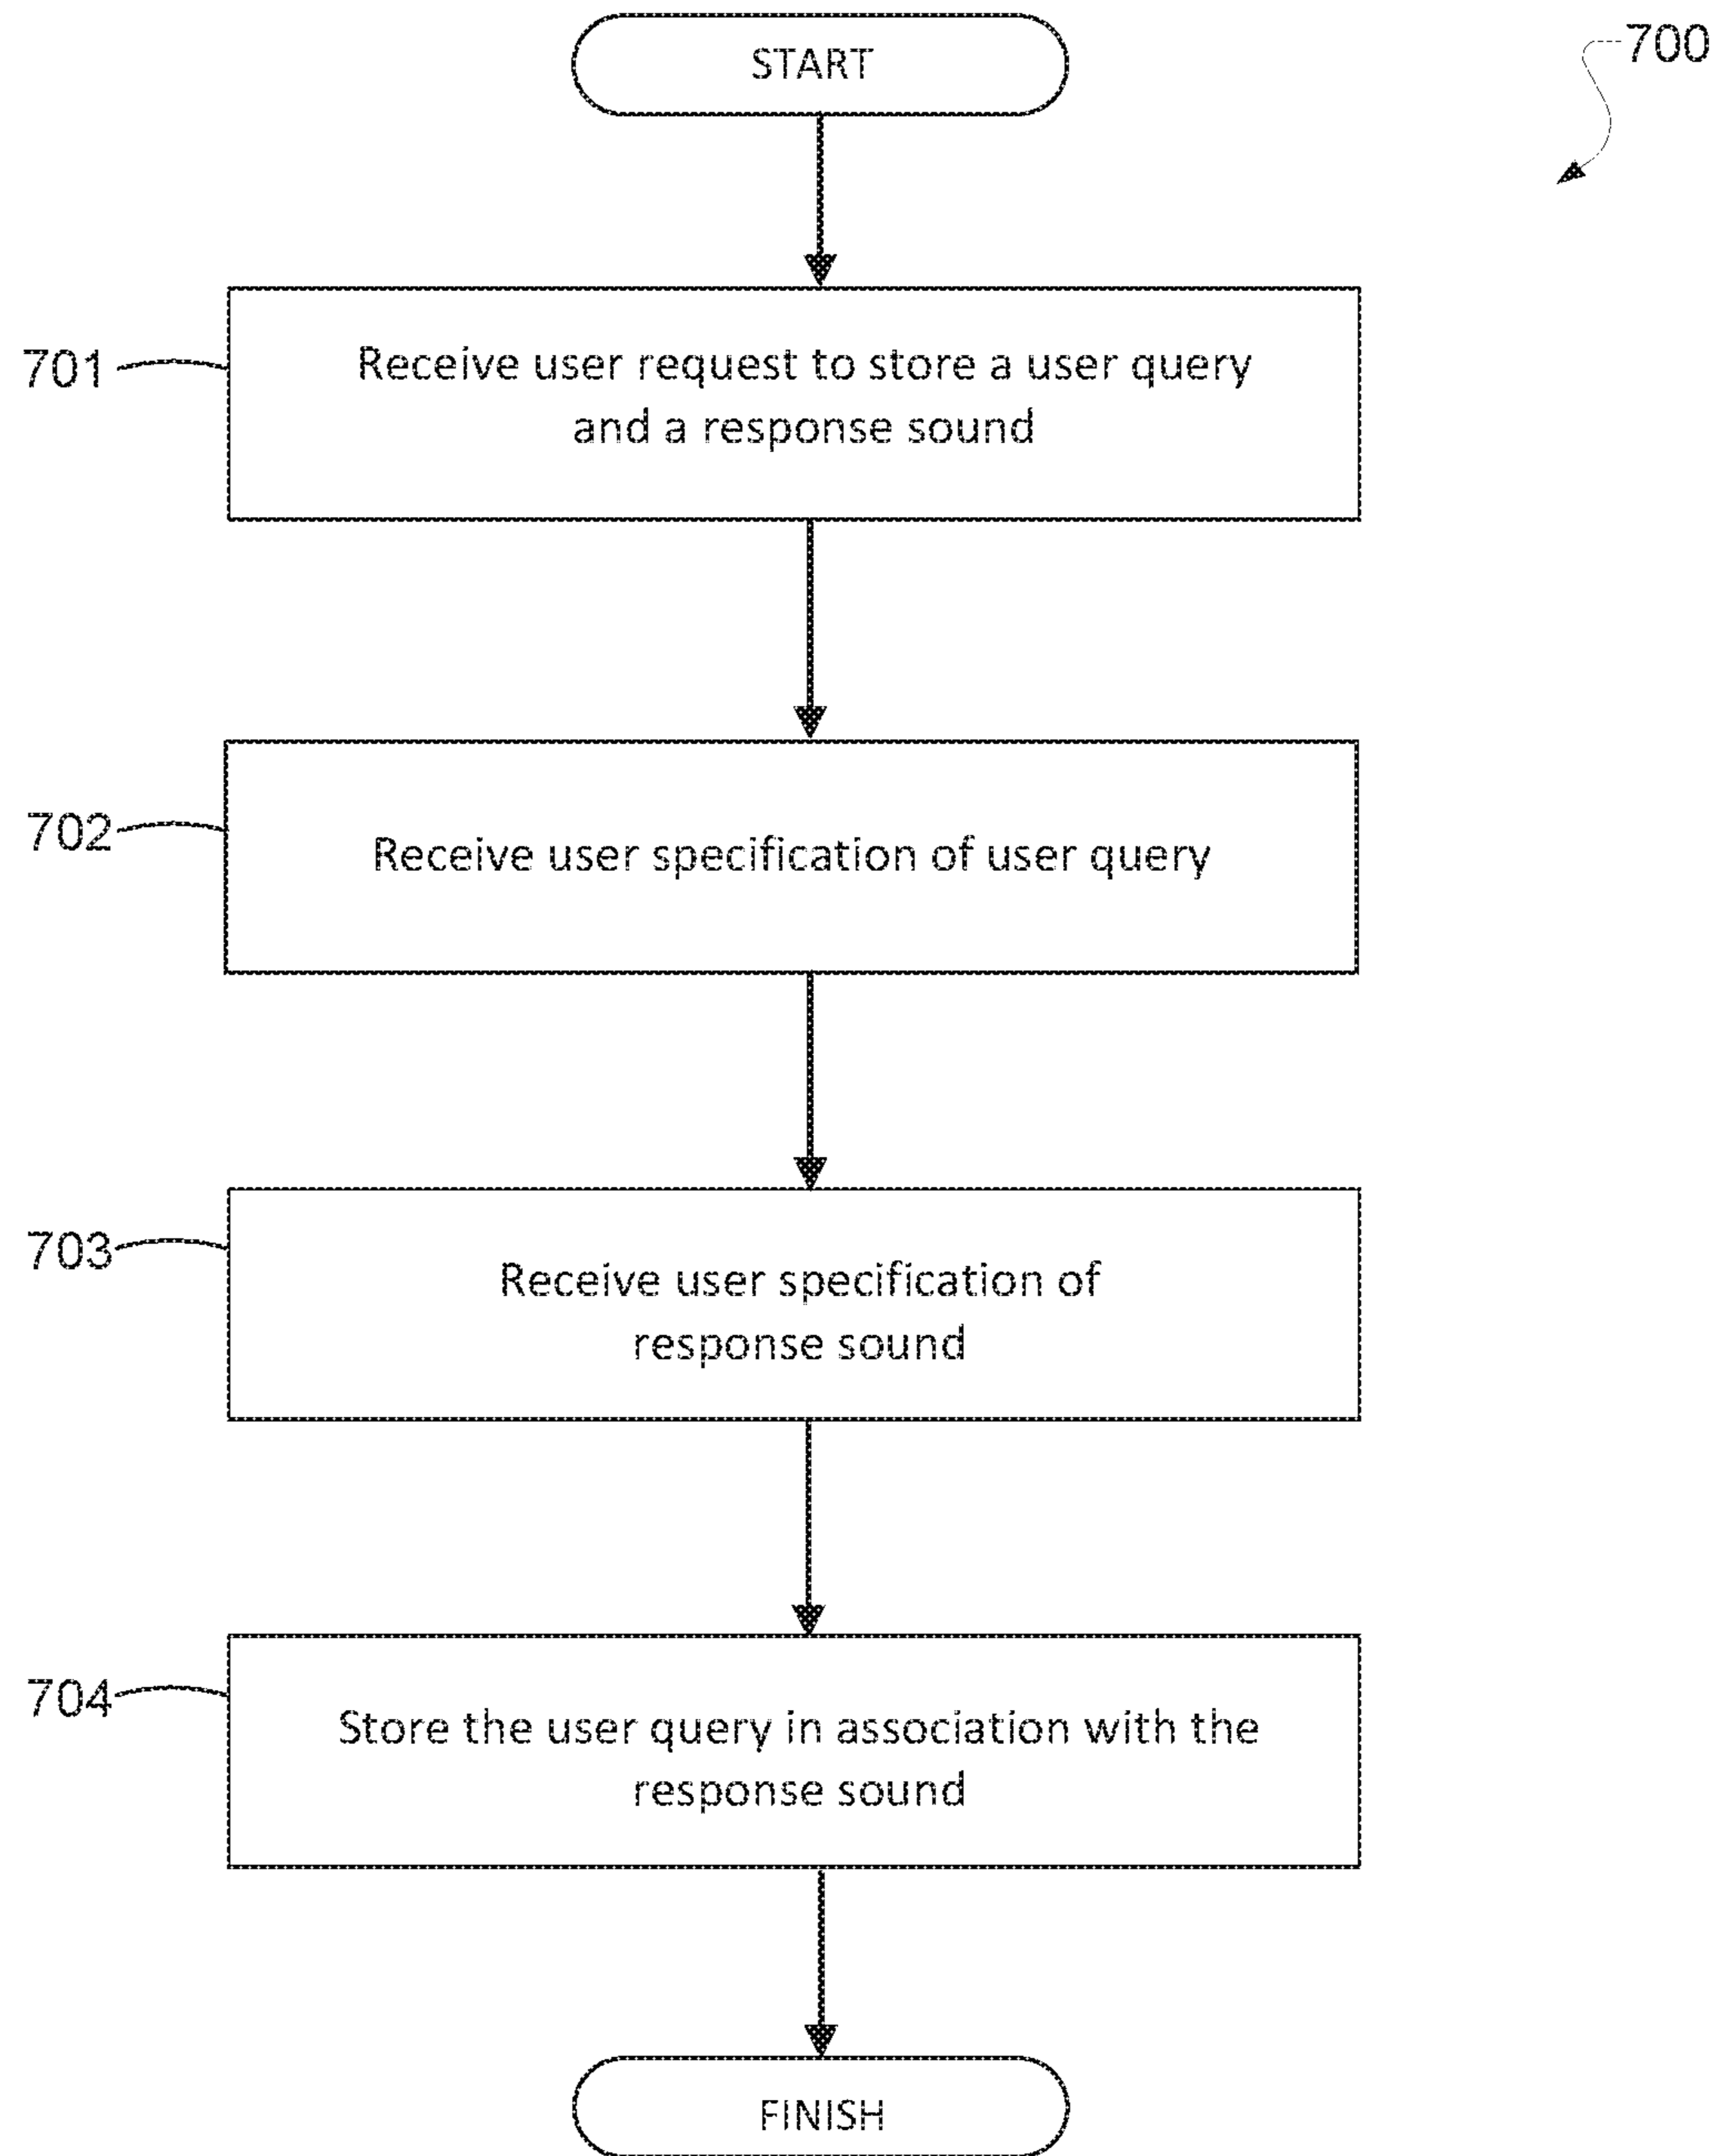 START
700
701
Receive user request to store a user query
and a response sound
702
Receive user specification of user query
703
Receive user specification of
response sound
704
Store the user query in association with the
response sound
FINISH